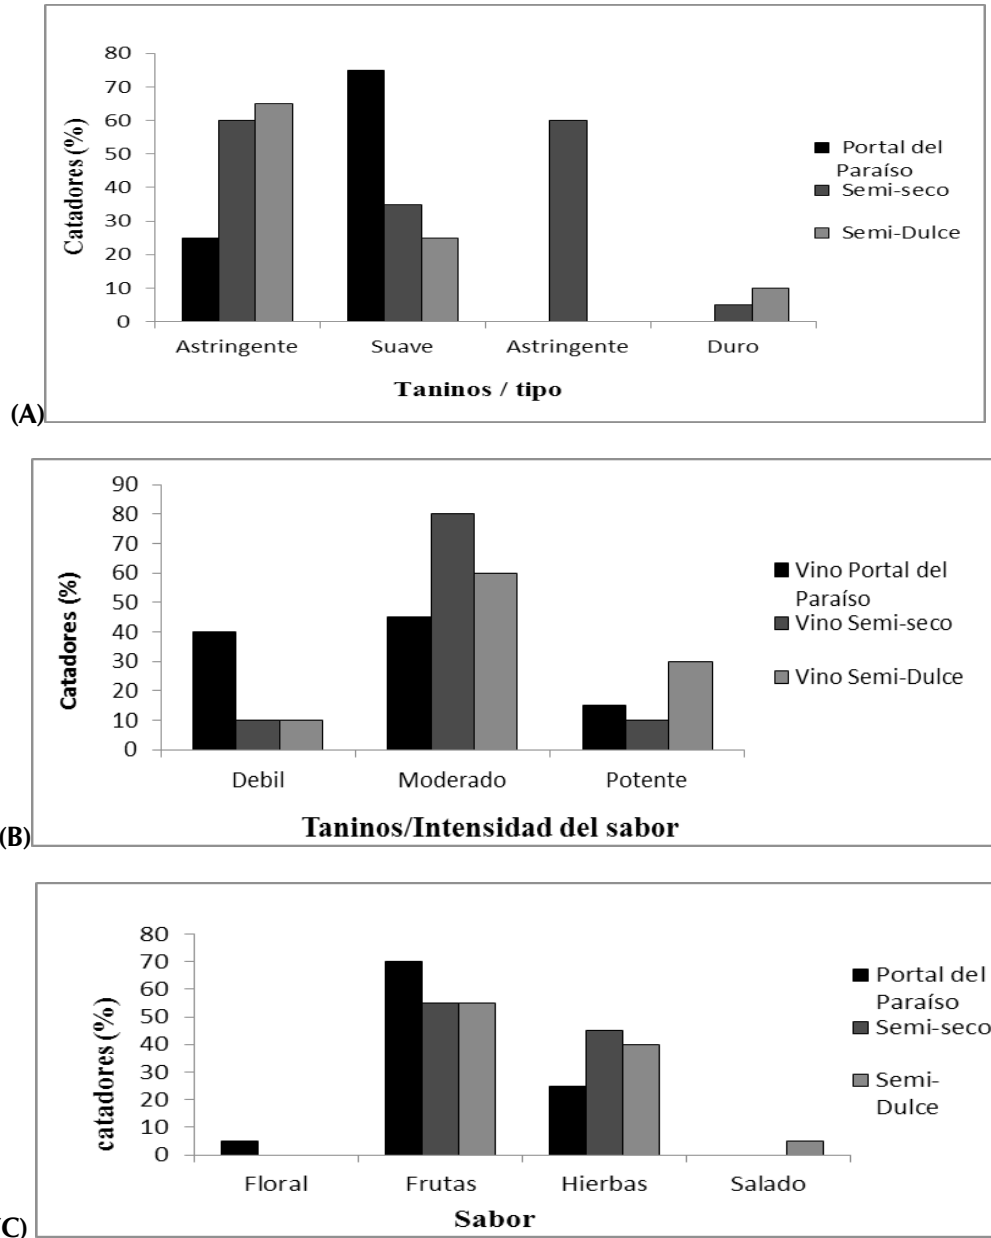 80
70
60
50
40
30
20
10
0
Catadores (%)
Astringente Suave Astringente Duro
Taninos / tipo
Portal del
Paraíso
Semi-seco
Semi-Dulce
(A)
90
80
70
60
50
40
30
20
10
0
Catadores (%)
Debil Moderado Potente
Taninos/Intensidad del sabor
Vino Portal del
Paraíso
Vino Semi-seco
Vino Semi-Dulce
(B)
80
70
60
50
40
30
20
10
0
catadores (%)
Floral Frutas Hierbas Salado
Sabor
Portal del
Paraíso
Semi-seco
Semi-
Dulce
(C)